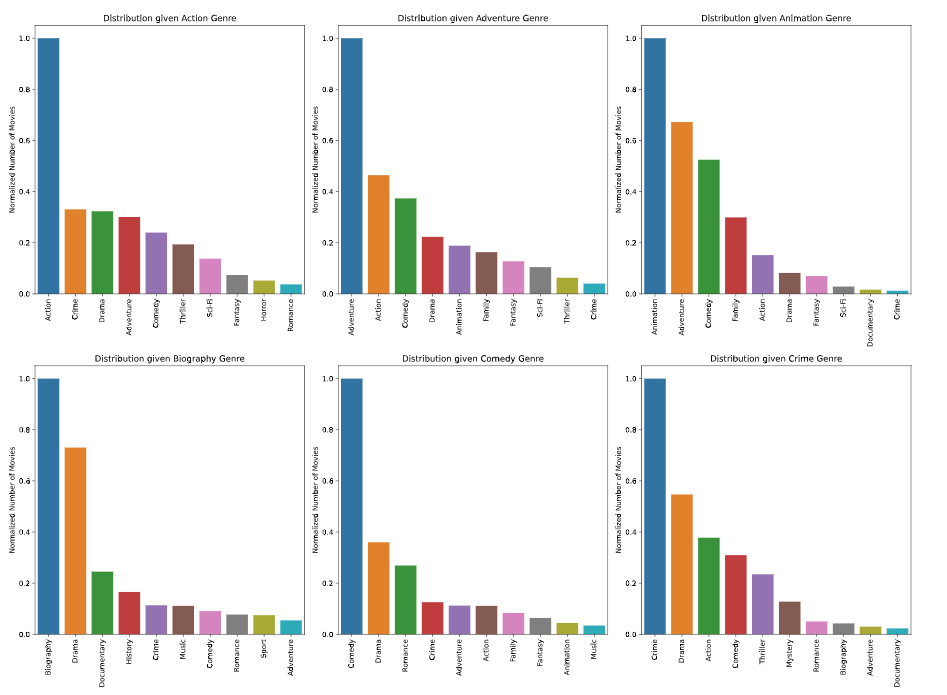 Distribution given Action Genre
Normalized Number of Movies
1.0
0.8
0.6
0.4
0.2
0.0
Action
Crime
Drama
Adventure
Comedy
Thriller
Sci-Fi
Fantasy
Horror
Romance
Distribution given Adventure Genre
Normalized Number of Movies
1.0
0.8
0.6
0.4
0.2
0.0
Adventure
Action
Comedy
Drama
Animation
Family
Fantasy
Sci-Fi
Thriller
Crime
Distribution given Animation Genre
Normalized Number of Movies
1.0
0.8
0.6
0.4
0.2
0.0
Animation
Adventure
Comedy
Family
Action
Drama
Fantasy
Sci-Fi
Documentary
Crime
Distribution given Biography Genre
Normalized Number of Movies
1.0
0.8
0.6
0.4
0.2
0.0
Biography
Drama
Documentary
History
Crime
Music
Comedy
Romance
Sport
Adventure
Distribution given Comedy Genre
Normalized Number of Movies
1.0
0.8
0.6
0.4
0.2
0.0
Comedy
Drama
Romance
Crime
Adventure
Action
Family
Fantasy
Animation
Music
Distribution given Crime Genre
Normalized Number of Movies
1.0
0.8
0.6
0.4
0.2
0.0
Crime
Drama
Action
Comedy
Thriller
Mystery
Romance
Biography
Adventure
Documentary